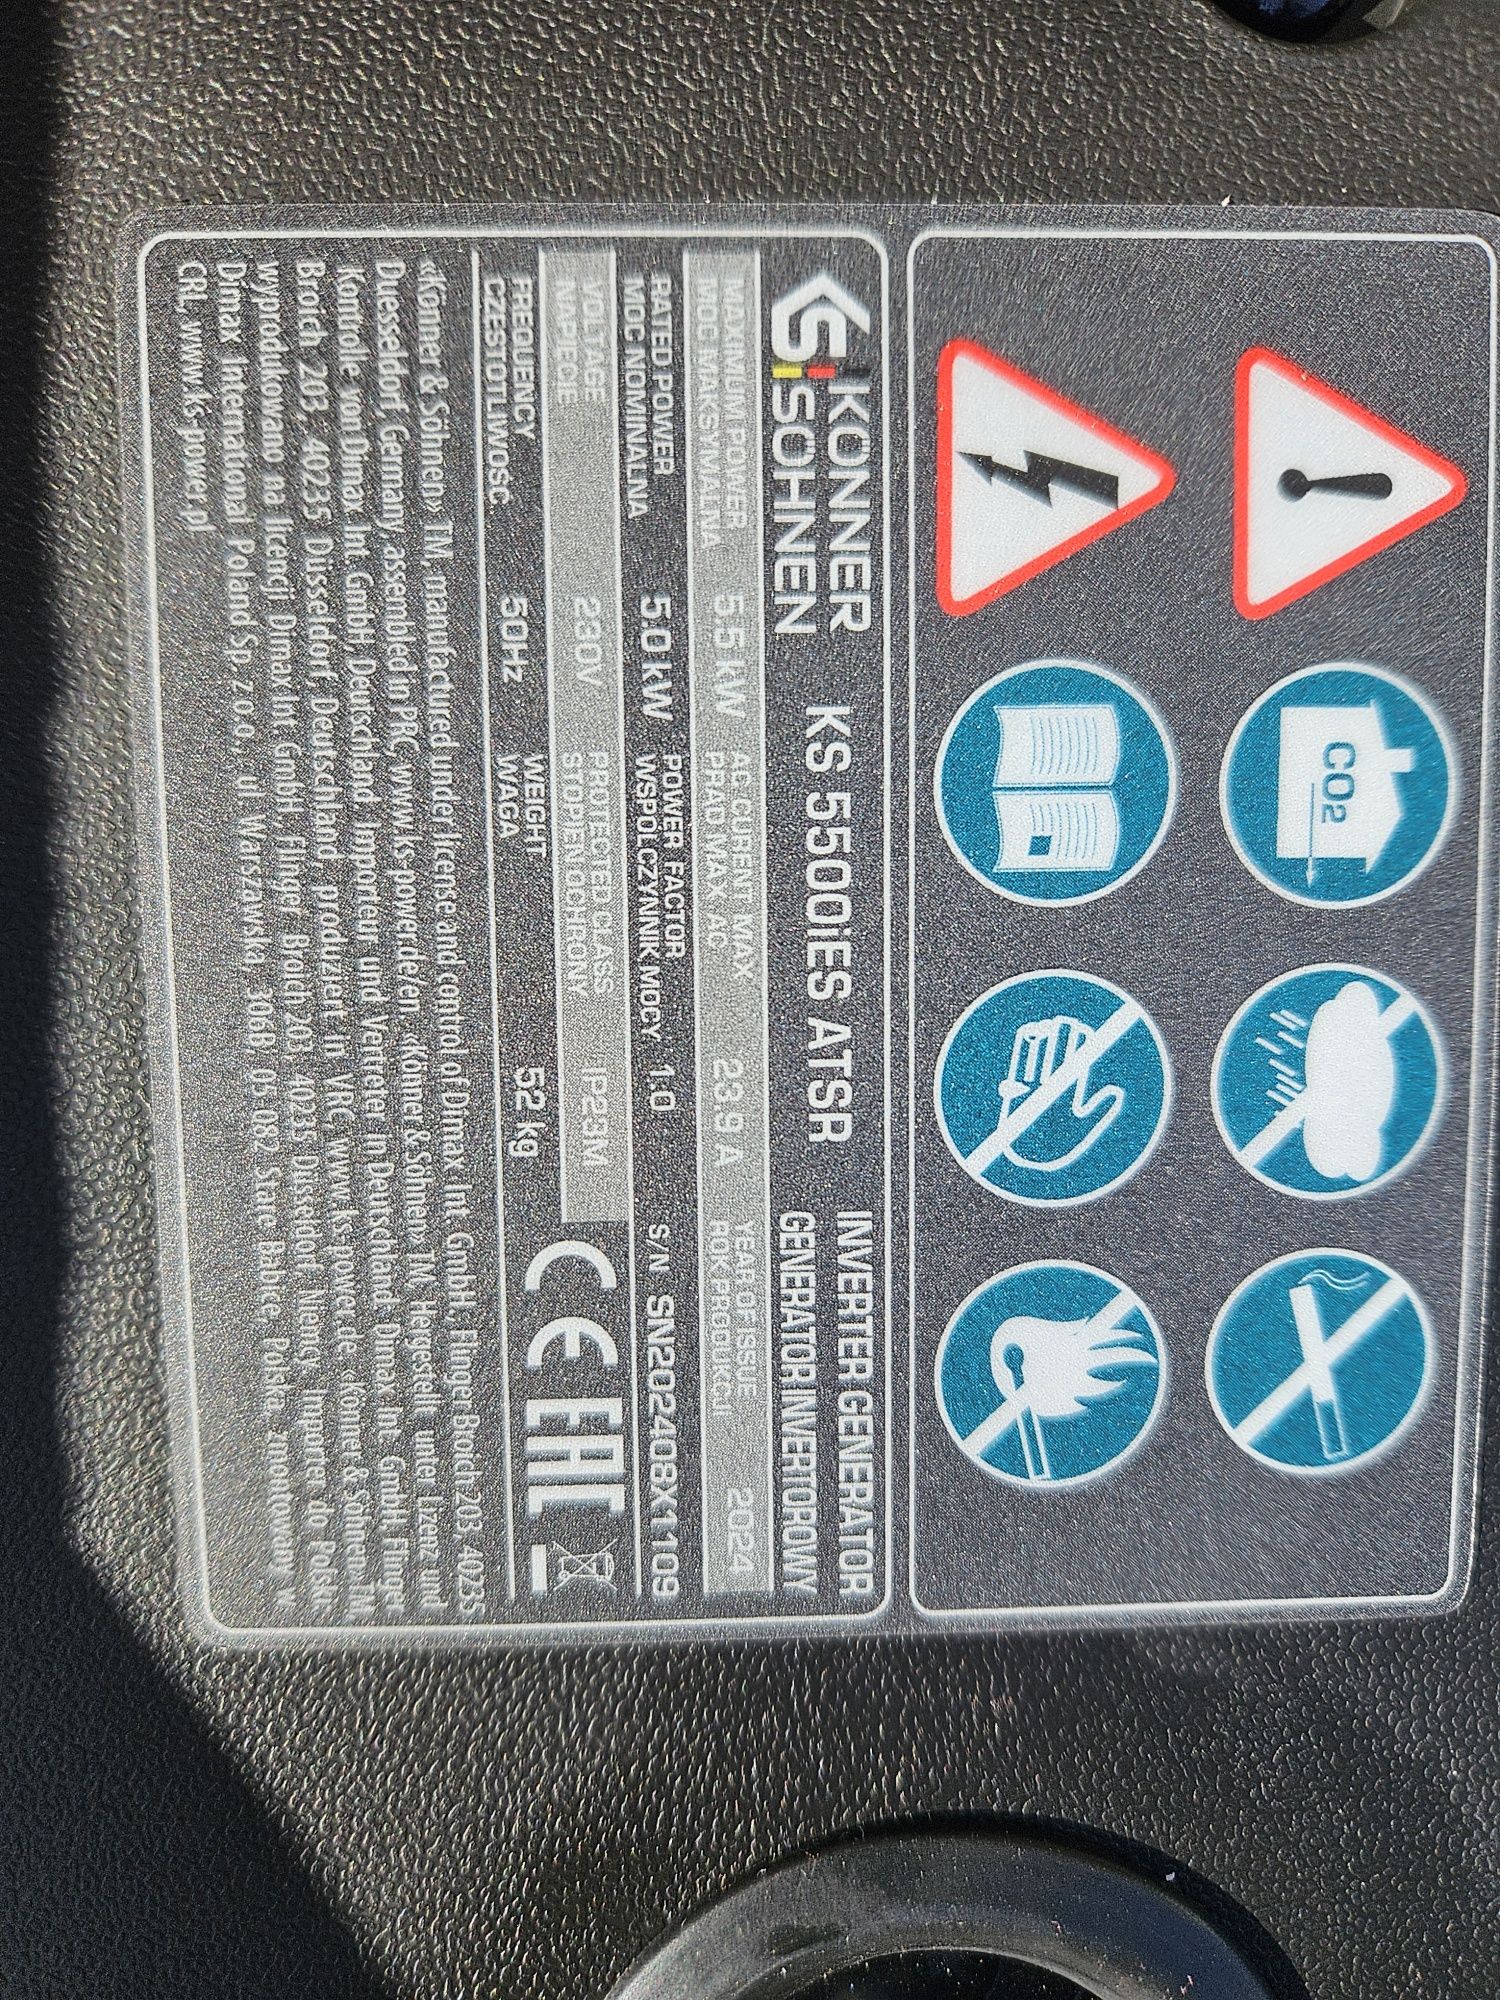 CO2
KÖNNER
SÖHNEN
KS 5500iES ATSR
INVERTER GENERATOR
GENERATOR INVERTOROWY
MAXIMUM POWER
MOC MAKSYMALNA
5.5 kW
AC CURENT MAX
PRĄD MAX AC
23.9 A
YEAR OF ISSUE
ROK PRODUKCJI
2024
RATED POWER
MOC NOMINALNA
5.0 kW
POWER FACTOR
WSPOLCZYNNIK MOCY
1.0
S/N SN202408X1109
VOLTAGE
NAPIĘCIE
230V
PROTECTED CLASS
STOPIEŃ OCHRONY
IP23M
FREQUENCY
CZĘSTOTLIWOŚĆ
50Hz
WEIGHT
WAGA
52 kg
CE EAC
«Könner & Söhnen» TM, manufactured under license and control of Dimax Int. GmbH, Flinger Broich 203, 40235
Duesseldorf, Germany, assembled in PRC, www.ks-power.de/en «Könner & Söhnen» TM, Hergestellt unter Lizenz und
Kontrolle von Dimax Int. GmbH, Deutschland. Importeur und Vertreter in Deutschland: Dimax Int. GmbH, Flinger
Broich 203, 40235 Düsseldorf, Deutschland, produziert in VRC, www.ks-power.de «Könner & Söhnen» TM,
wyprodukowano na licencji Dimax Int. GmbH, Flinger Broich 203, 40235 Düsseldorf, Niemcy. Importer do Polski:
Dimax International Poland Sp. z o.o., ul. Warszawska, 306B, 05-082 Stare Babice, Polska, zmontowany w
CRL, www.ks-power.pl